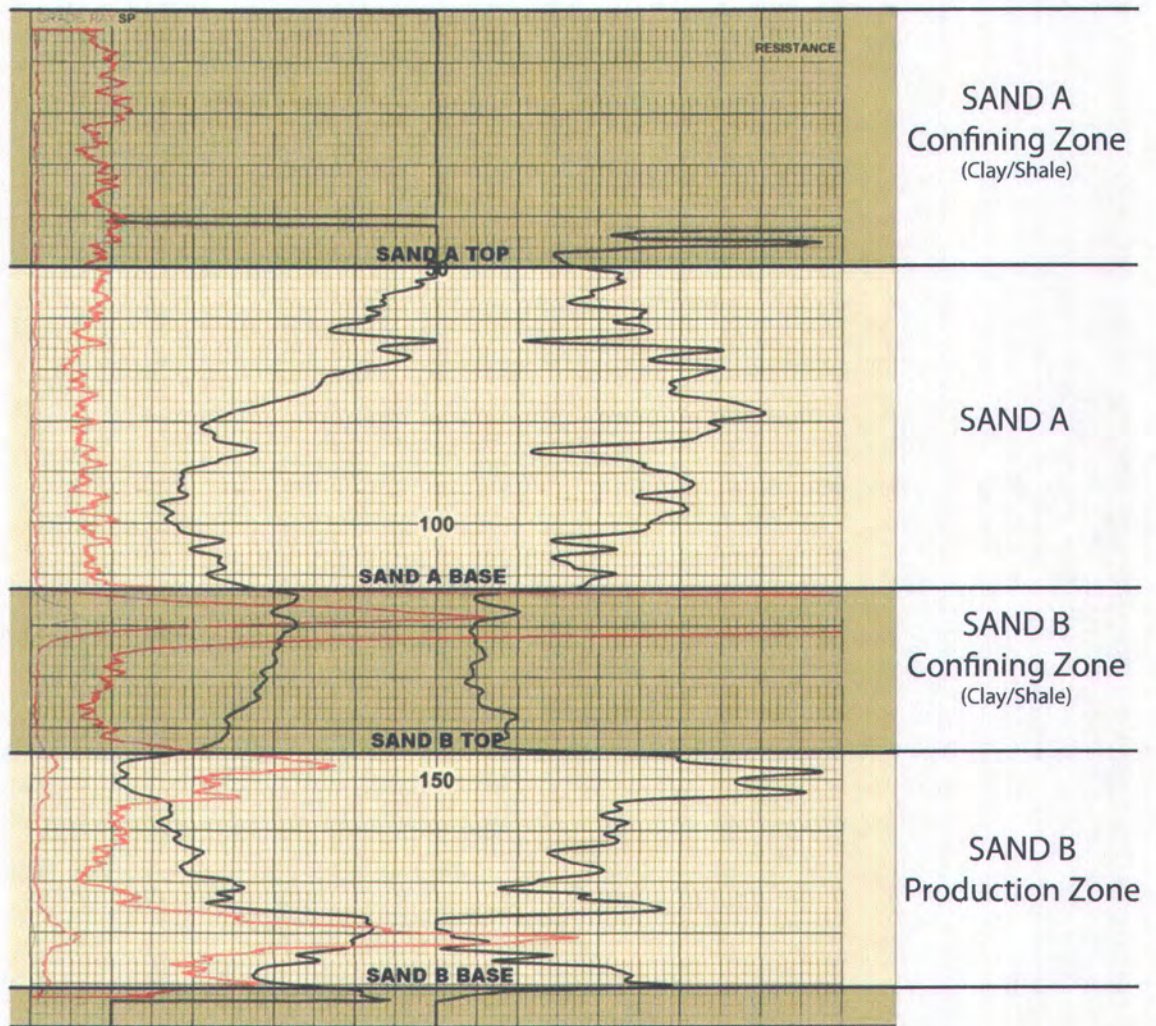 SP
RESISTANCE
SAND A
Confining Zone
(Clay/Shale)
SAND A TOP
50
SAND A
100
SAND A BASE
SAND B
Confining Zone
(Clay/Shale)
SAND B TOP
150
SAND B
Production Zone
SAND B BASE